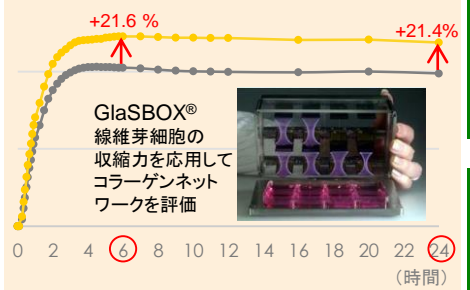 +21.6 %
+21.4%
GlaSBOX®
線維芽細胞の
収縮力を応用して
コラーゲンネット
ワークを評価
0 2 4 6 8 10 12 14 16 18 20 22 24
（時間）